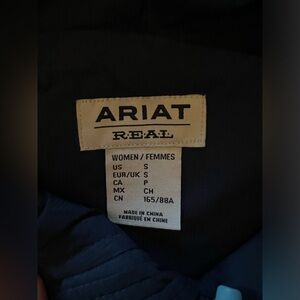 ARIAT
REAL
WOMEN / FEMMES
US S
EUR/UK S
CA P
MX CH
CN 165/88A
MADE IN CHINA
FABRIQUÉ EN CHINE